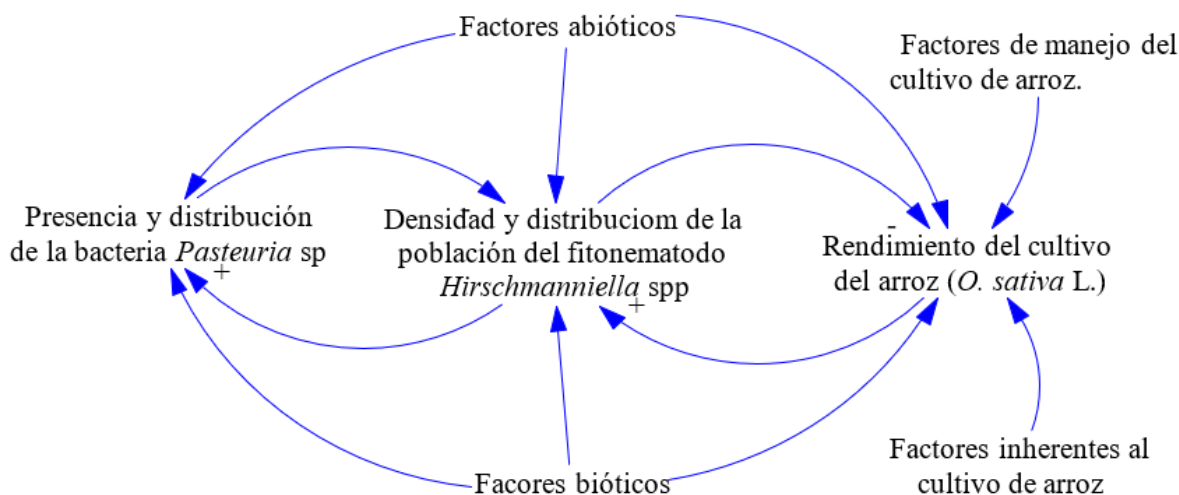 Factores abióticos
Factores de manejo del
cultivo de arroz.
Presencia y distribución
de la bacteria Pasteuria sp
+
Densidad y distribuciom de la
población del fitonematodo
Hirschmanniella spp
+
-
Rendimiento del cultivo
del arroz (O. sativa L.)
Facores bióticos
Factores inherentes al
cultivo de arroz